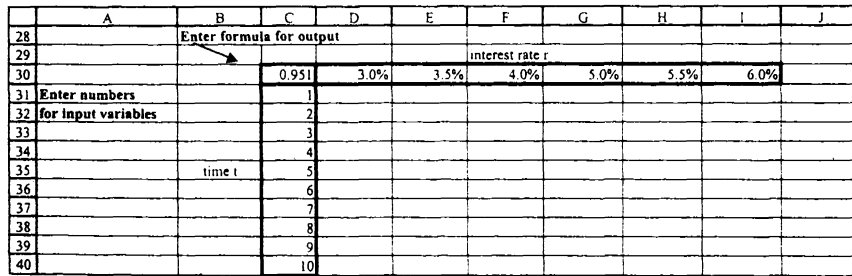 A B C D E F G H I J
28 Enter formula for output
29 interest rate r
30 0.951 3.0% 3.5% 4.0% 5.0% 5.5% 6.0%
31 Enter numbers 1
32 for input variables 2
33 3
34 4
35 time t 5
36 6
37 7
38 8
39 9
40 10